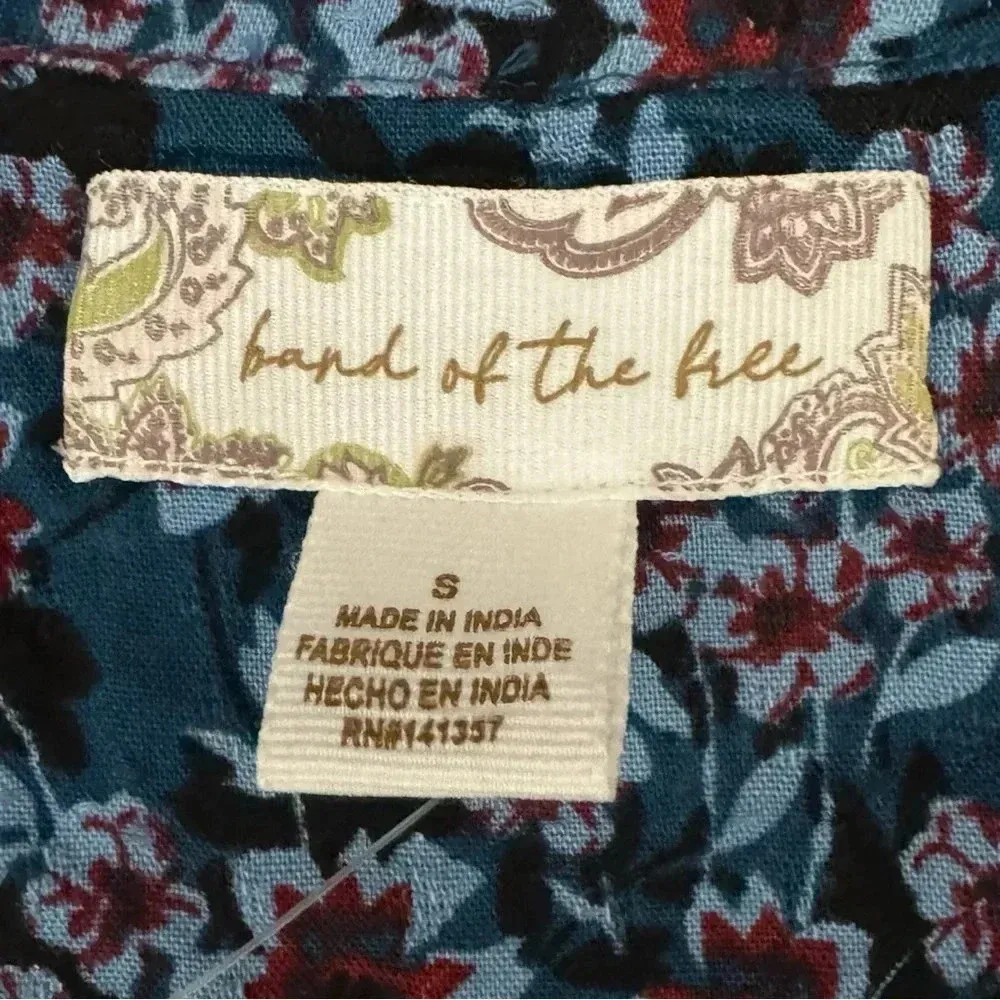 band of the free
S
MADE IN INDIA
FABRIQUE EN INDE
HECHO EN INDIA
RN#141357